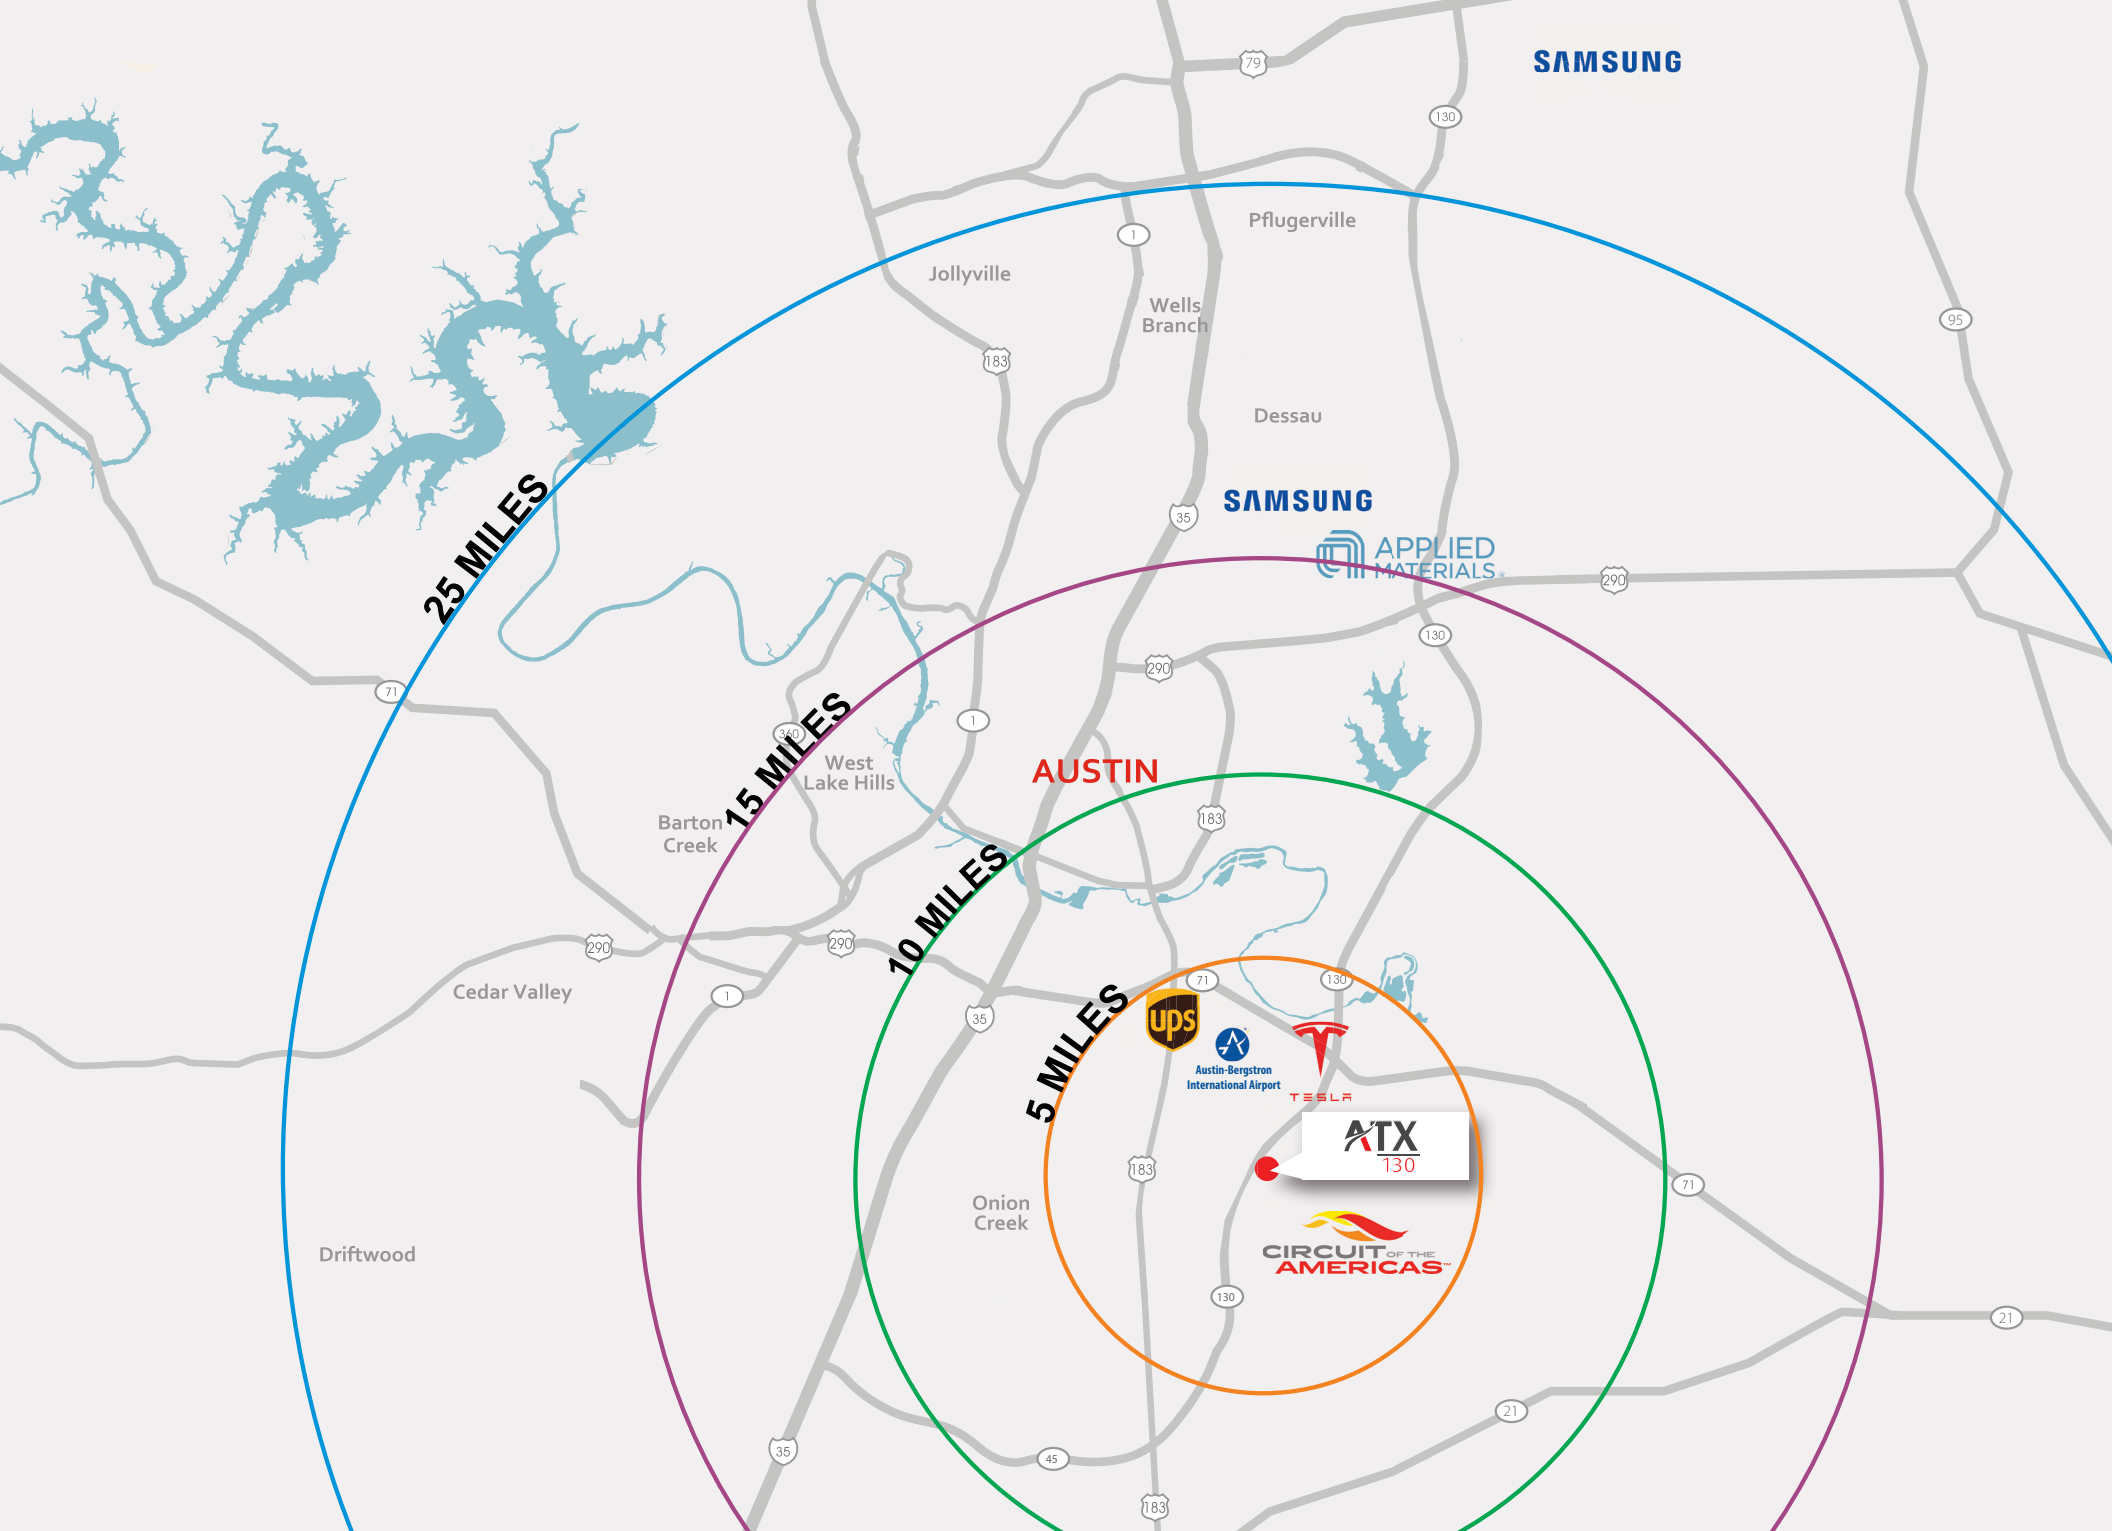 79
SAMSUNG
130
Pflugerville
1
Jollyville
Wells
Branch
95
183
Dessau
SAMSUNG
35
25 MILES
APPLIED
MATERIALS
290
130
290
71
1
360
15 MILES
West
Lake Hills
AUSTIN
183
Barton
Creek
10 MILES
290
290
Cedar Valley
1
35
71
130
5 MILES
ups
Austin-Bergstron
International Airport
TESLA
ATX
130
183
71
Onion
Creek
CIRCUIT OF THE
AMERICAS™
Driftwood
130
21
21
35
45
183